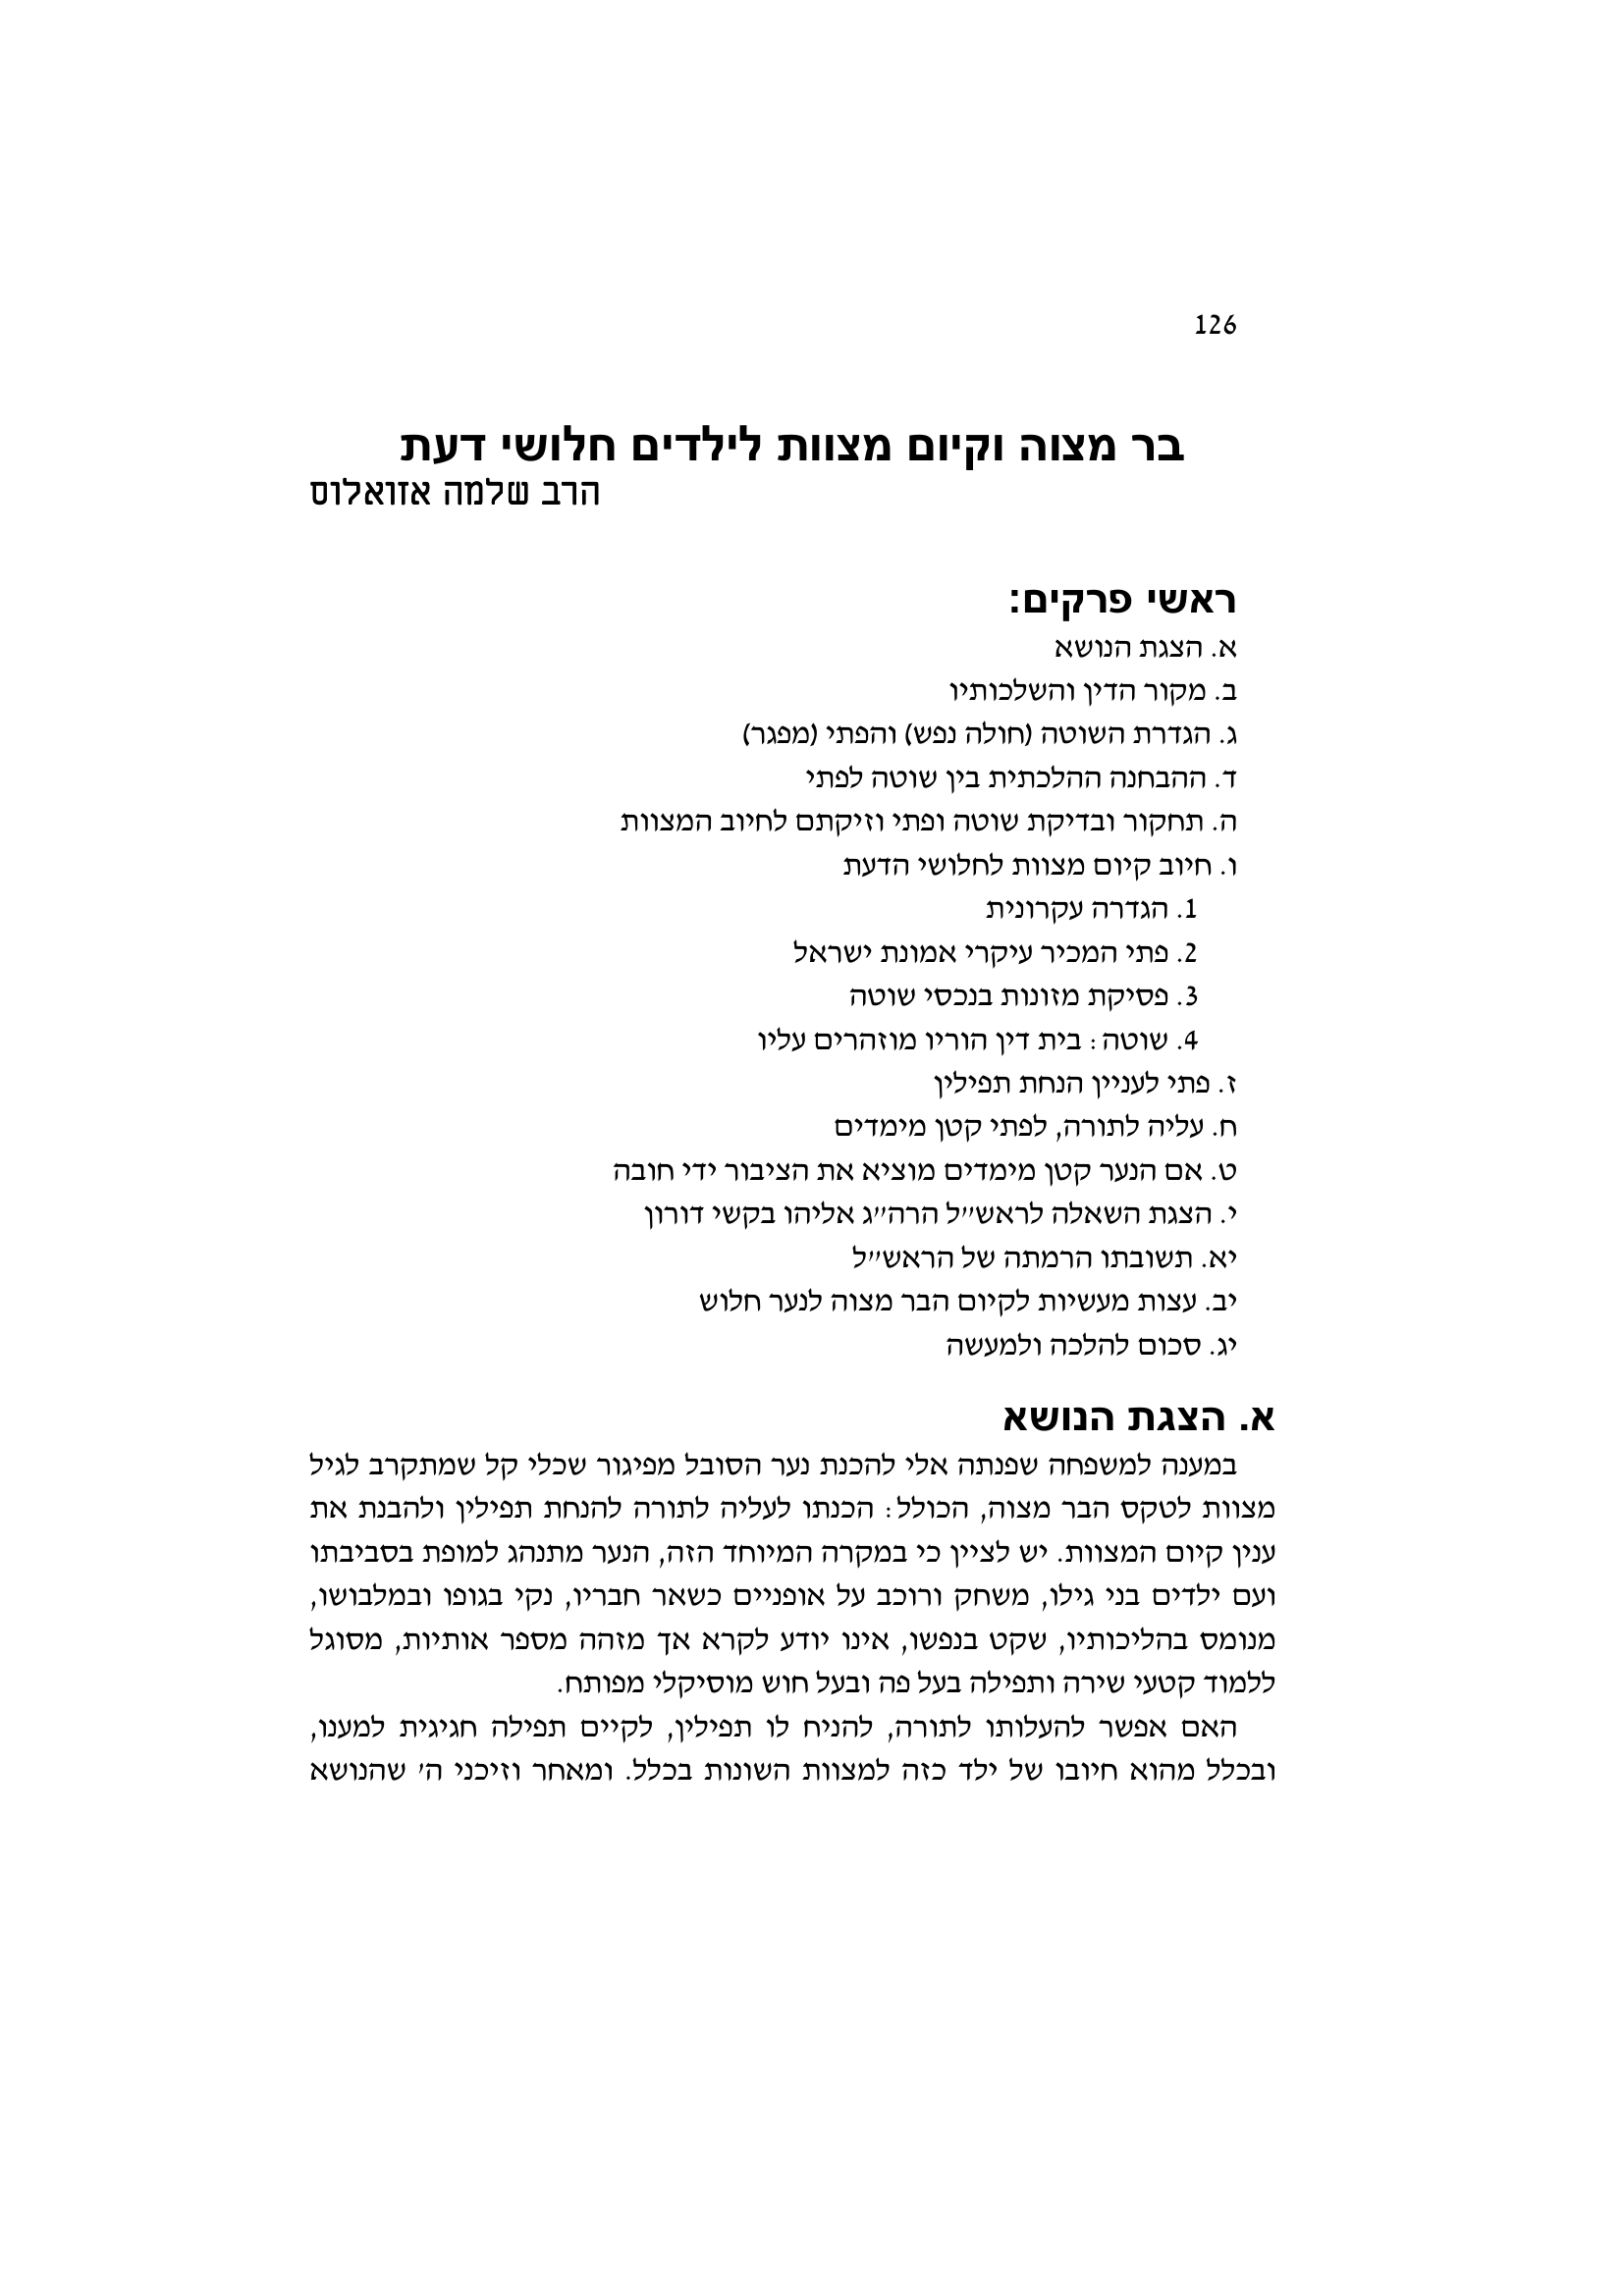 126
בר מצוה וקיום מצוות לילדים חלושי דעת
הרב שלמה אזואלוס
ראשי פרקים:
א. הצגת הנושא
ב. מקור הדין והשלכותיו
ג. הגדרת השוטה (חולה נפש) והפתי (מפגר)
ד. ההבחנה ההלכתית בין שוטה לפתי
ה. תחקור ובדיקת שוטה ופתי וזיקתם לחיוב המצוות
ו. חיוב קיום מצוות לחלושי הדעת
1. הגדרה עקרונית
2. פתי המכיר עיקרי אמונת ישראל
3. פסיקת מזונות בנכסי שוטה
4. שוטה: בית דין הוריו מוזהרים עליו
ז. פתי לעניין הנחת תפילין
ח. עליה לתורה, לפתי קטן מימדים
ט. אם הנער קטן מימדים מוציא את הציבור ידי חובה
י. הצגת השאלה לראש״ל הרה״ג אליהו בקשי דורון
יא. תשובתו הרמתה של הראש״ל
יב. עצות מעשיות לקיום הבר מצוה לנער חלוש
יג. סכום להלכה ולמעשה
א. הצגת הנושא
במענה למשפחה שפנתה אלי להכנת נער הסובל מפיגור שכלי קל שמתקרב לגיל
מצוות לטקס הבר מצוה, הכולל: הכנתו לעליה לתורה להנחת תפילין ולהבנת את
ענין קיום המצוות. יש לציין כי במקרה המיוחד הזה, הנער מתנהג למופת בסביבתו
ועם ילדים בני גילו, משחק ורוכב על אופניים כשאר חבריו, נקי בגופו ובמלבושו,
מנומס בהליכותיו, שקט בנפשו, אינו יודע לקרא אך מזהה מספר אותיות, מסוגל
ללמוד קטעי שירה ותפילה בעל פה ובעל חוש מוסיקלי מפותח.
האם אפשר להעלותו לתורה, להניח לו תפילין, לקיים תפילה חגיגית למענו,
ובכלל מהוא חיובו של ילד כזה למצוות השונות בכלל. ומאחר וזיכני ה׳ שהנושא